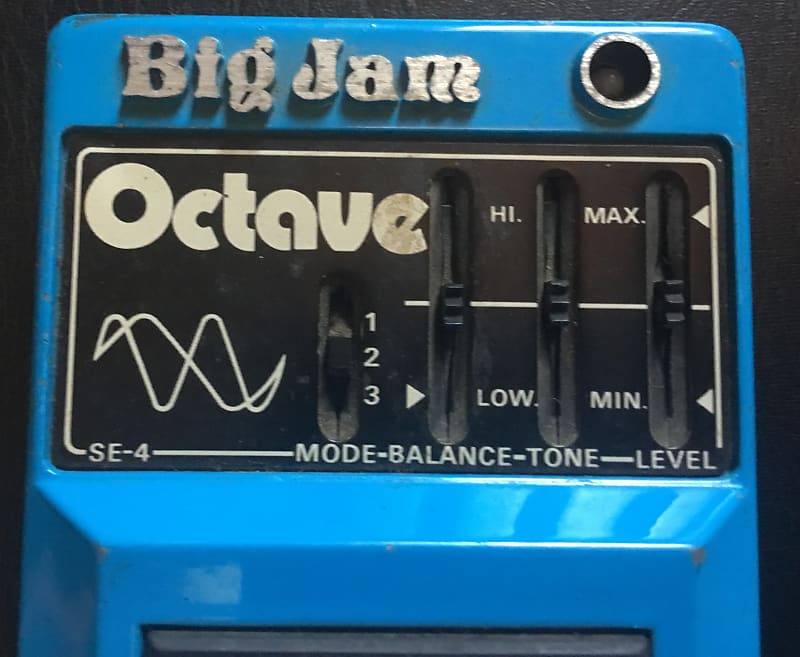 Big Jam
Octave
HI. MAX.
1
2
3
LOW. MIN.
SE-4 MODE-BALANCE-TONE LEVEL